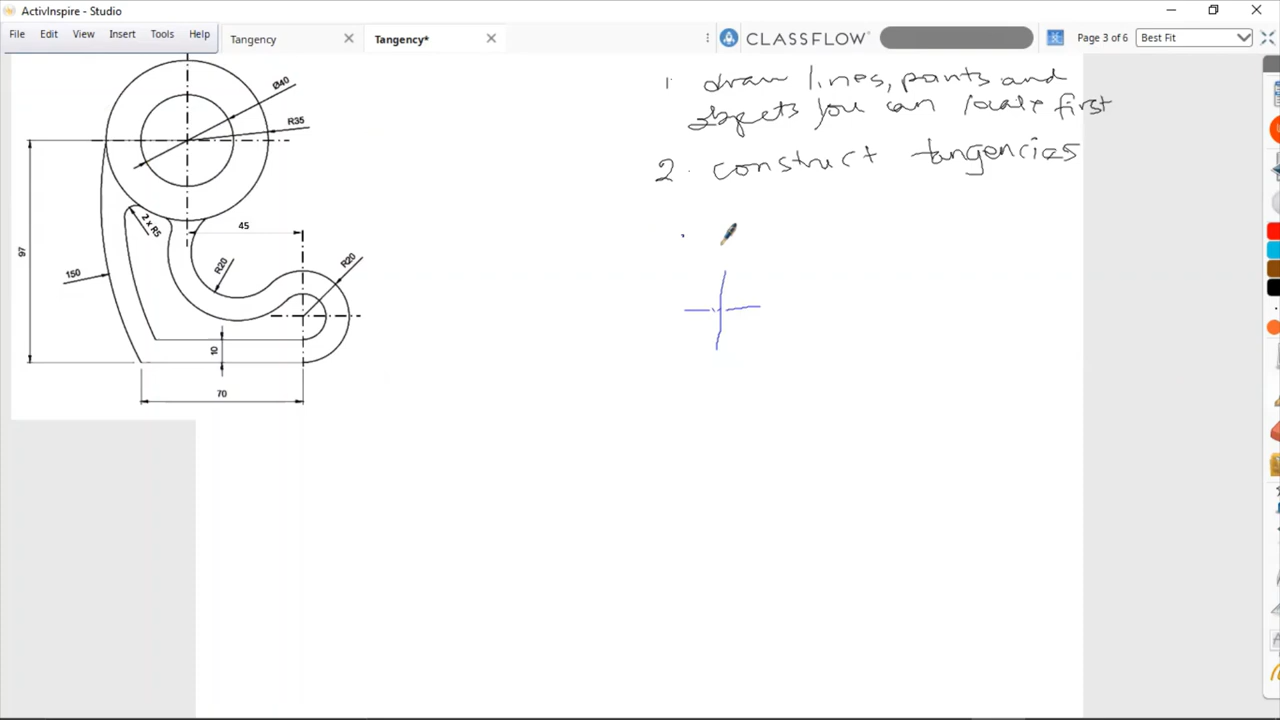 ActivInspire - Studio
File Edit View Insert Tools Help
Tangency
Tangency*
CLASSFLOW
Page 3 of 6
Best Fit
Ø40
R35
2 x R5
45
97
150
R20
R20
10
70
1 draw lines, points and
objects you can locate first
2. construct tangencies